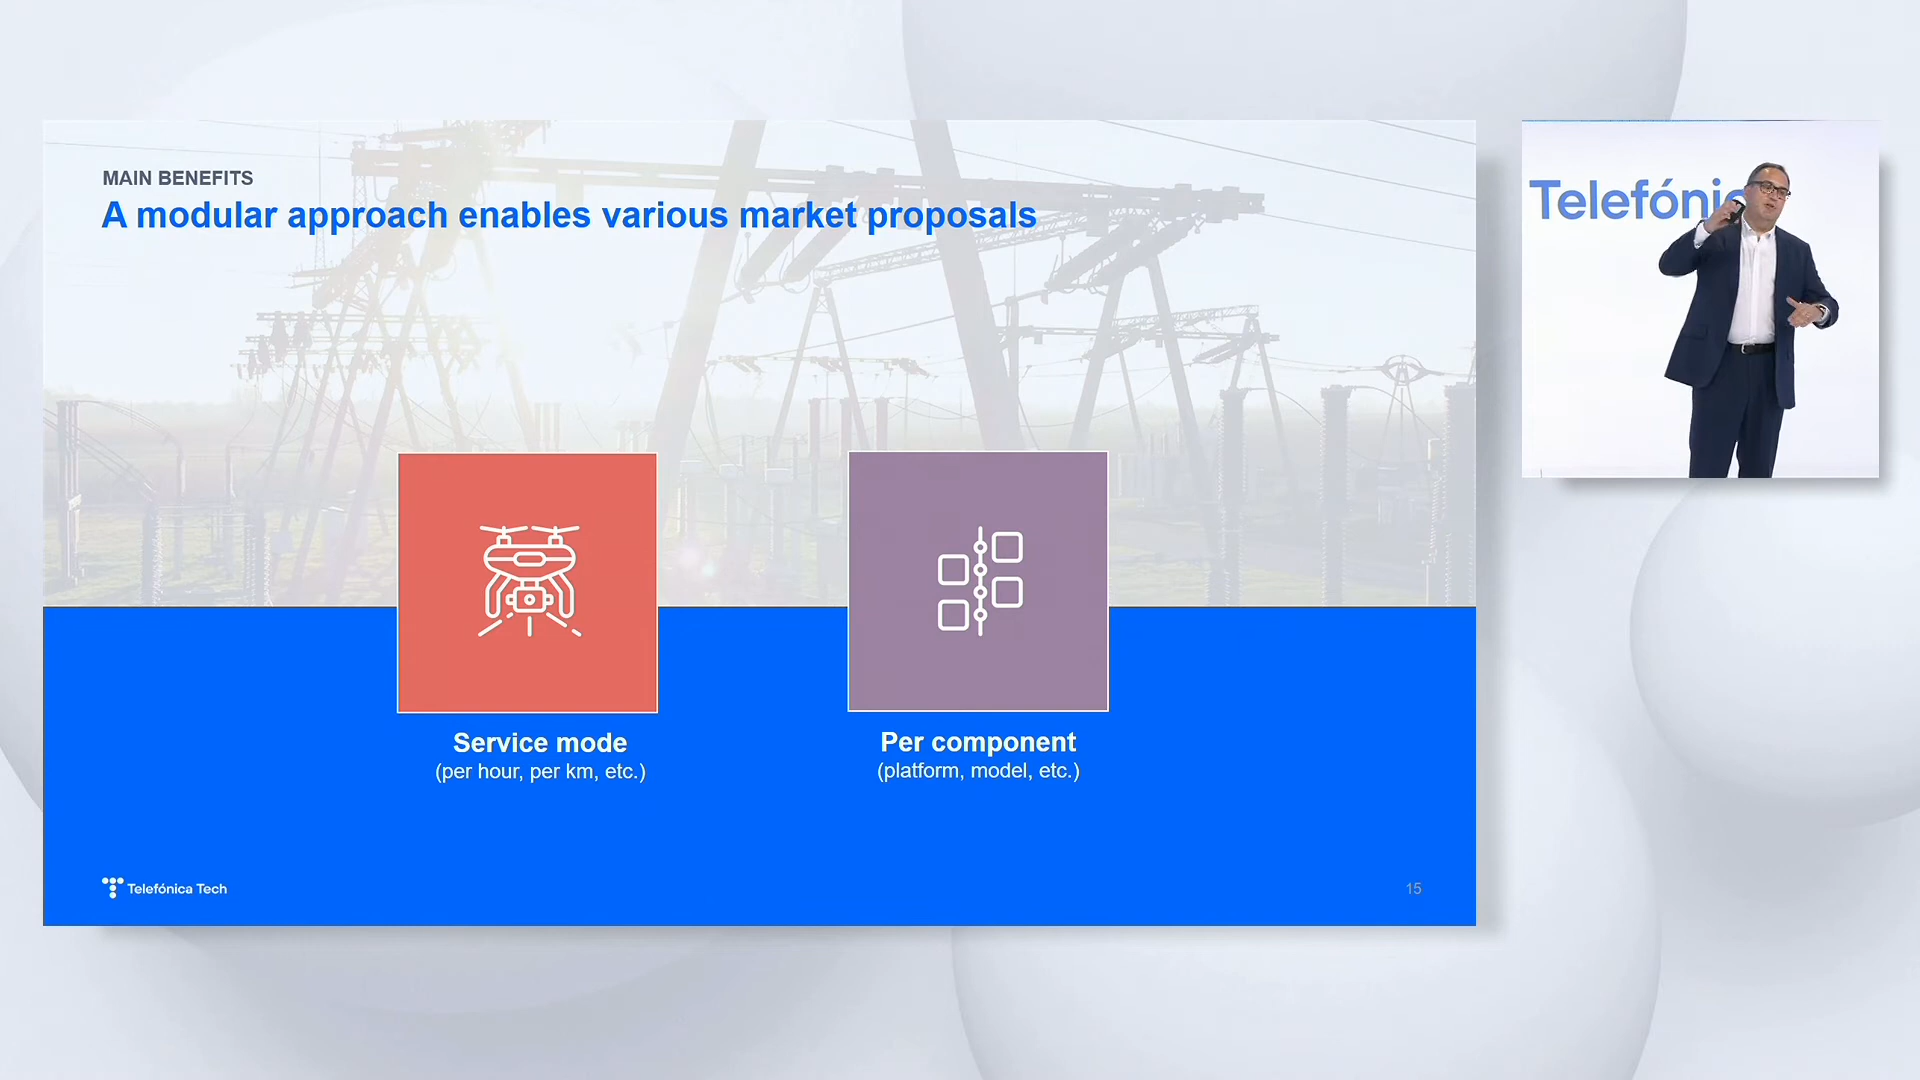 MAIN BENEFITS
A modular approach enables various market proposals
Telefónic
Service mode
(per hour, per km, etc.)
Per component
(platform, model, etc.)
Telefónica Tech
15